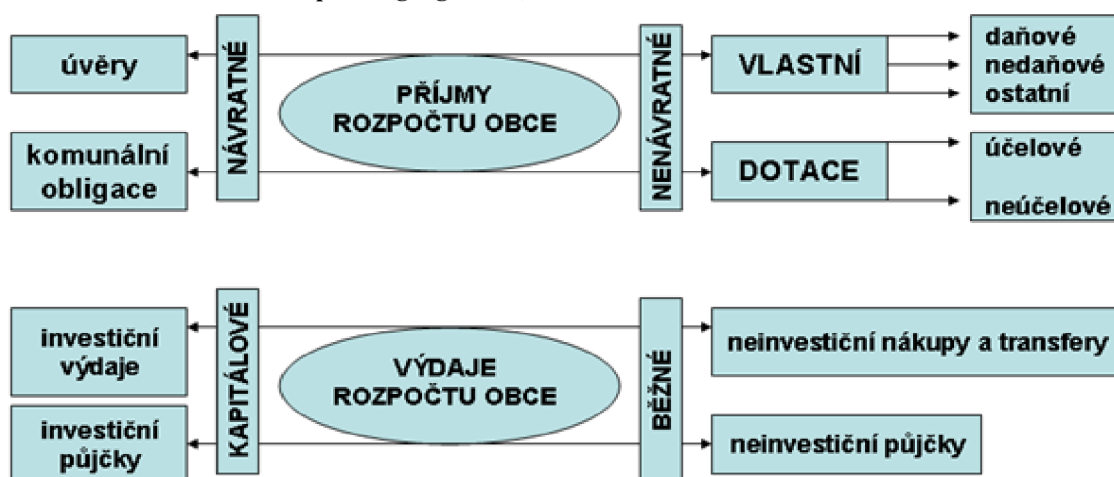 úvěry
komunální
obligace
NÁVRATNÉ
PŘÍJMY
ROZPOČTU OBCE
NENÁVRATNÉ
VLASTNÍ
daňové
nedaňové
ostatní
DOTACE
účelové
neúčelové
investiční
výdaje
investiční
půjčky
KAPITÁLOVÉ
VÝDAJE
ROZPOČTU OBCE
BĚŽNÉ
neinvestiční nákupy a transfery
neinvestiční půjčky